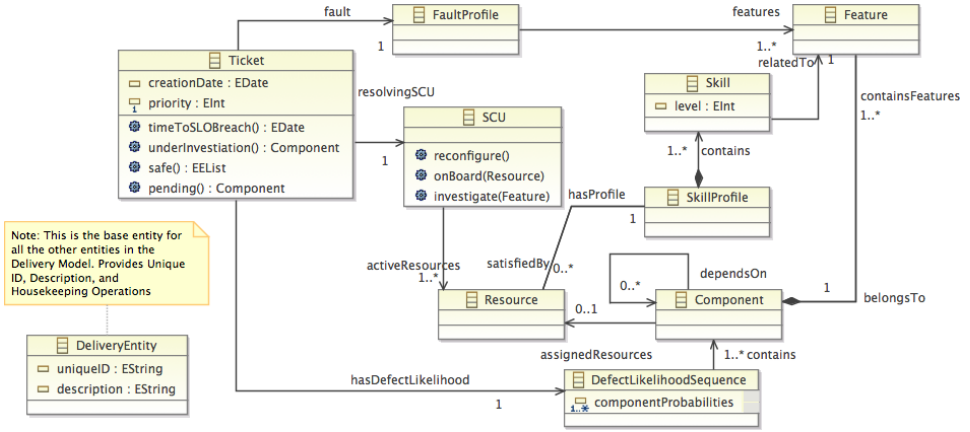 fault
FaultProfile
1
features
1..*
Feature
relatedTo
1
Ticket
creationDate : EDate
priority : EInt
1
timeToSLOBreach() : EDate
underInvestiation() : Component
safe() : EEList
pending() : Component
resolvingSCU
1
SCU
reconfigure()
onBoard(Resource)
investigate(Feature)
Skill
level : EInt
1..*
contains
containsFeatures
1..*
hasProfile
1
SkillProfile
Note: This is the base entity for
all the other entities in the
Delivery Model. Provides Unique
ID, Description, and
Housekeeping Operations
activeResources
1..*
satisfiedBy
0..*
dependsOn
0..*
1
belongsTo
Resource
0..1
Component
DeliveryEntity
uniqueID : EString
description : EString
assignedResources
1..*
contains
hasDefectLikelihood
1
DefectLikelihoodSequence
componentProbabilities
1..*